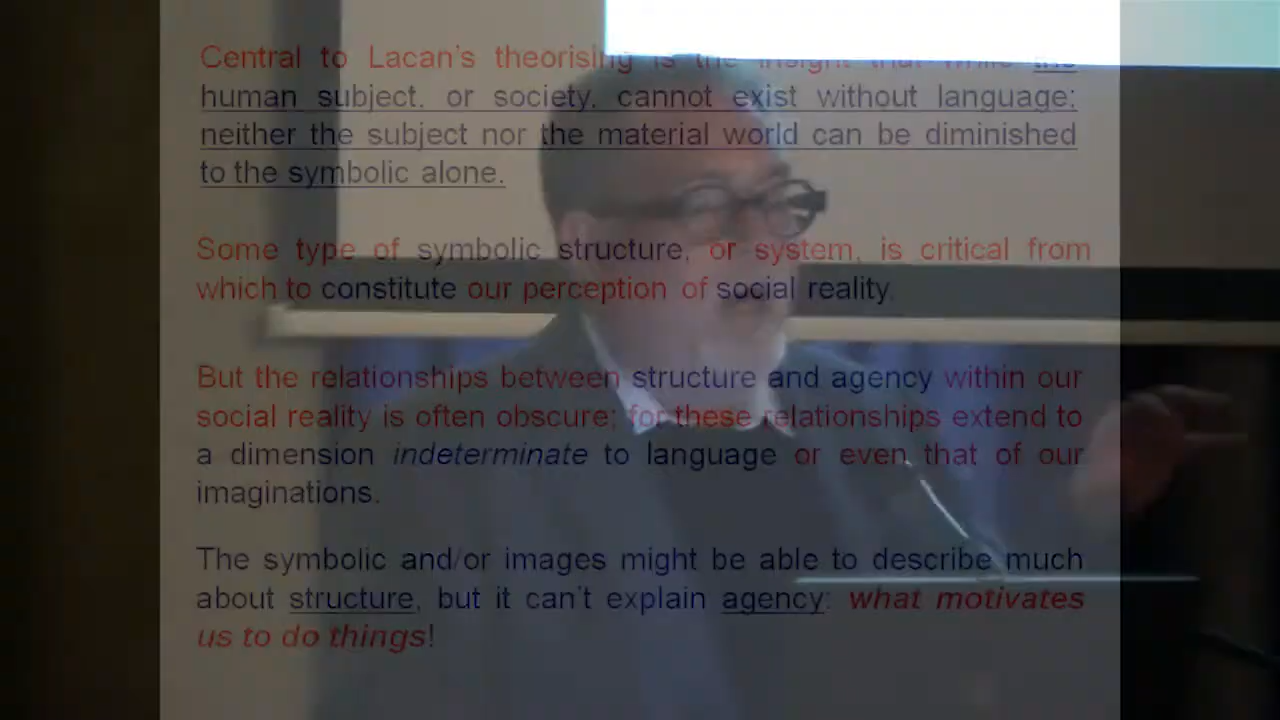 Central to Lacan's theorising is the insight that while the
human subject, or society, cannot exist without language;
neither the subject nor the material world can be diminished
to the symbolic alone.
Some type of symbolic structure, or system, is critical from
which to constitute our perception of social reality.
But the relationships between structure and agency within our
social reality is often obscure; for these relationships extend to
a dimension indeterminate to language or even that of our
imaginations.
The symbolic and/or images might be able to describe much
about structure, but it can't explain agency: what motivates
us to do things!